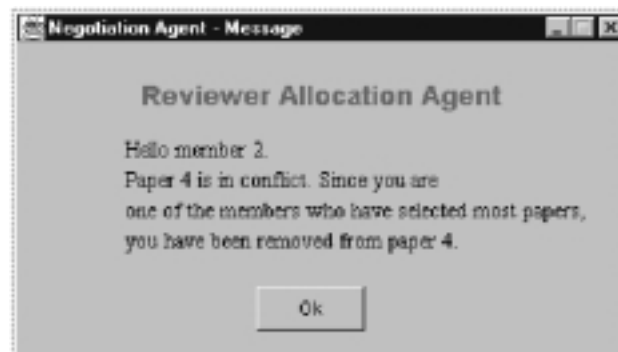 Negotiation Agent - Message
Reviewer Allocation Agent
Hello member 2.
Paper 4 is in conflict. Since you are
one of the members who have selected most papers,
you have been removed from paper 4.
Ok